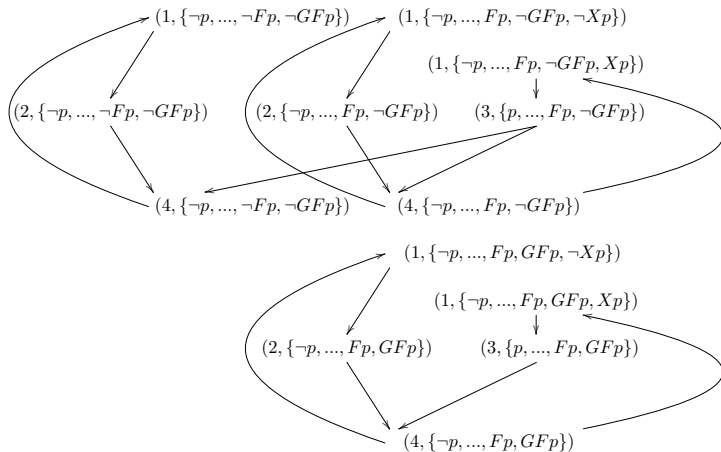 (1, {¬p, ..., ¬Fp, ¬GFp}) (1, {¬p, ..., Fp, ¬GFp, ¬Xp})
(1, {¬p, ..., Fp, ¬GFp, Xp})
(2, {¬p, ..., ¬Fp, ¬GFp}) (2, {¬p, ..., Fp, ¬GFp}) (3, {p, ..., Fp, ¬GFp})
(4, {¬p, ..., ¬Fp, ¬GFp}) (4, {¬p, ..., Fp, ¬GFp})
(1, {¬p, ..., Fp, GFp, ¬Xp})
(1, {¬p, ..., Fp, GFp, Xp})
(2, {¬p, ..., Fp, GFp}) (3, {p, ..., Fp, GFp})
(4, {¬p, ..., Fp, GFp})